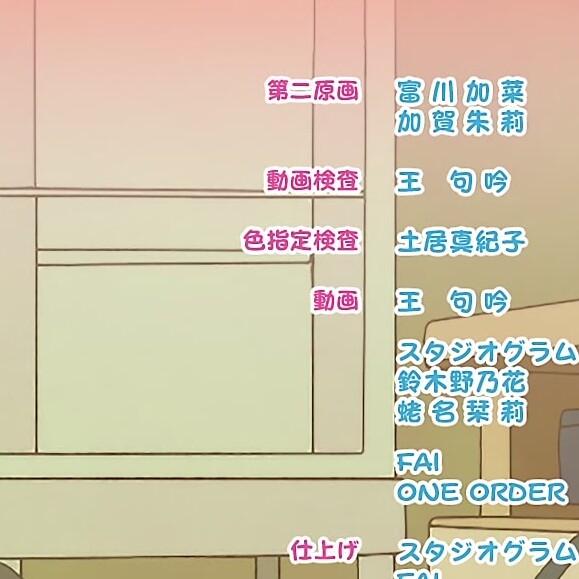 第二原画 富川加菜
加賀朱莉
動画検査 王 句吟
色指定検査 土居真紀子
動画 王 句吟
スタジオグラム
鈴木野乃花
蛯名栞莉
FAI
ONE ORDER
仕上げ スタジオグラム
FAI